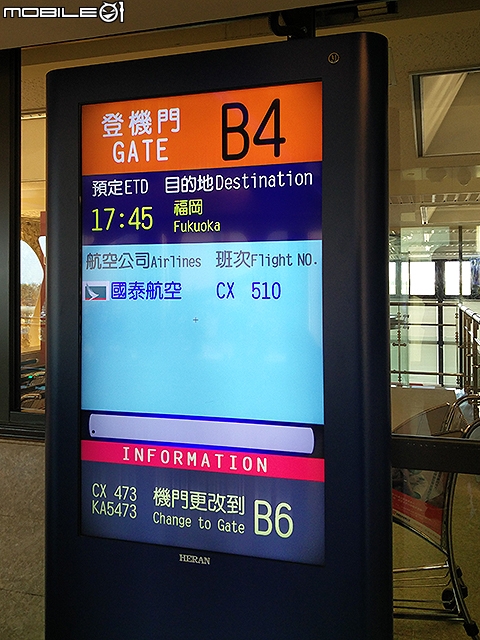 MOBILE01
登機門 B4
GATE
預定ETD 目的地Destination
17:45 福岡
Fukuoka
航空公司Airlines 班次Flight NO.
國泰航空 CX 510
INFORMATION
CX 473 機門更改到 B6
KA5473 Change to Gate
HERAN